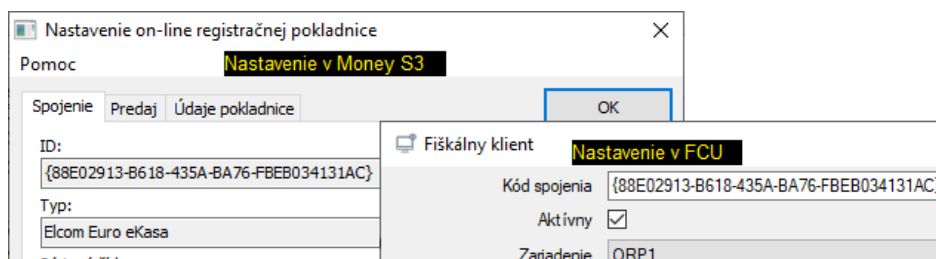 Nastavenie on-line registračnej pokladnice
Pomoc
Nastavenie v Money S3
Spojenie Predaj Údaje pokladnice
OK
ID:
{88E02913-B618-435A-BA76-FBEB034131AC}
Typ:
Elcom Euro eKasa
Fiškálny klient
Nastavenie v FCU
Kód spojenia {88E02913-B618-435A-BA76-FBEB034131AC}
Aktívny
Zariadenie ORP1